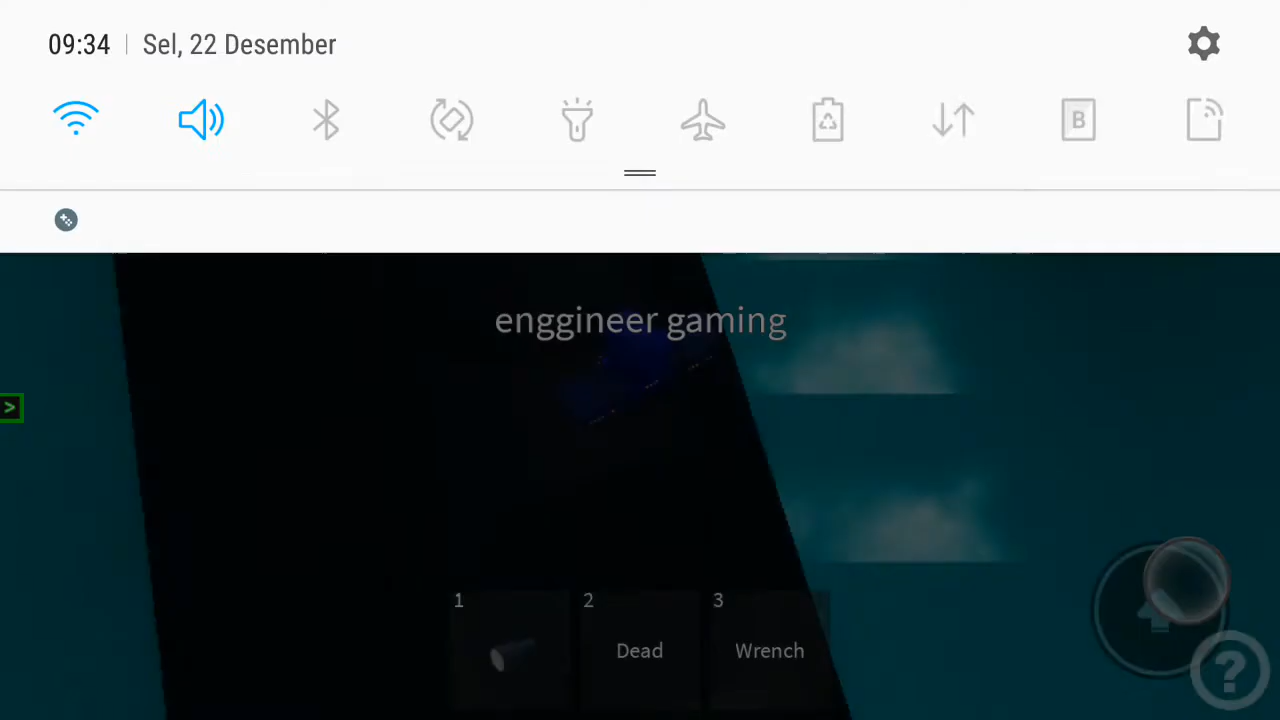 09:34 | Sel, 22 Desember
B
enggineer gaming
>
1
2
3
Dead
Wrench
?